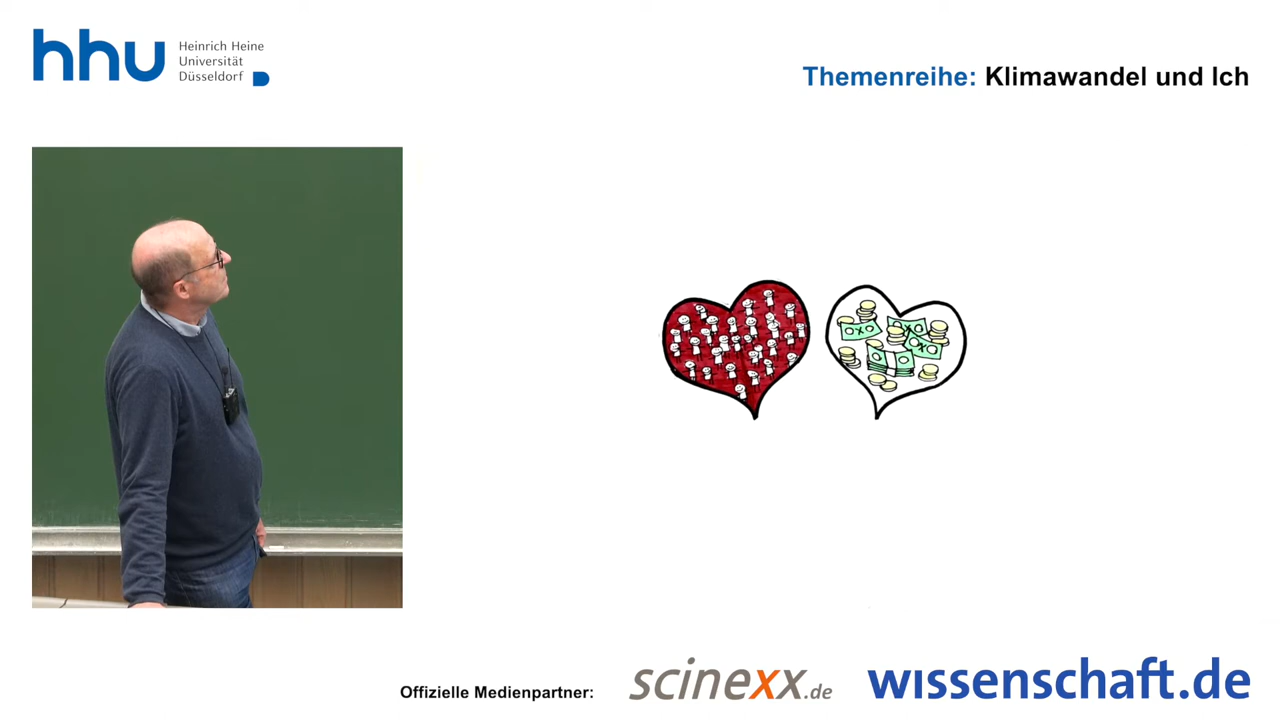 hhu
Heinrich Heine
Universität
Düsseldorf
Themenreihe: Klimawandel und Ich
Offizielle Medienpartner:
scinexx.de
wissenschaft.de